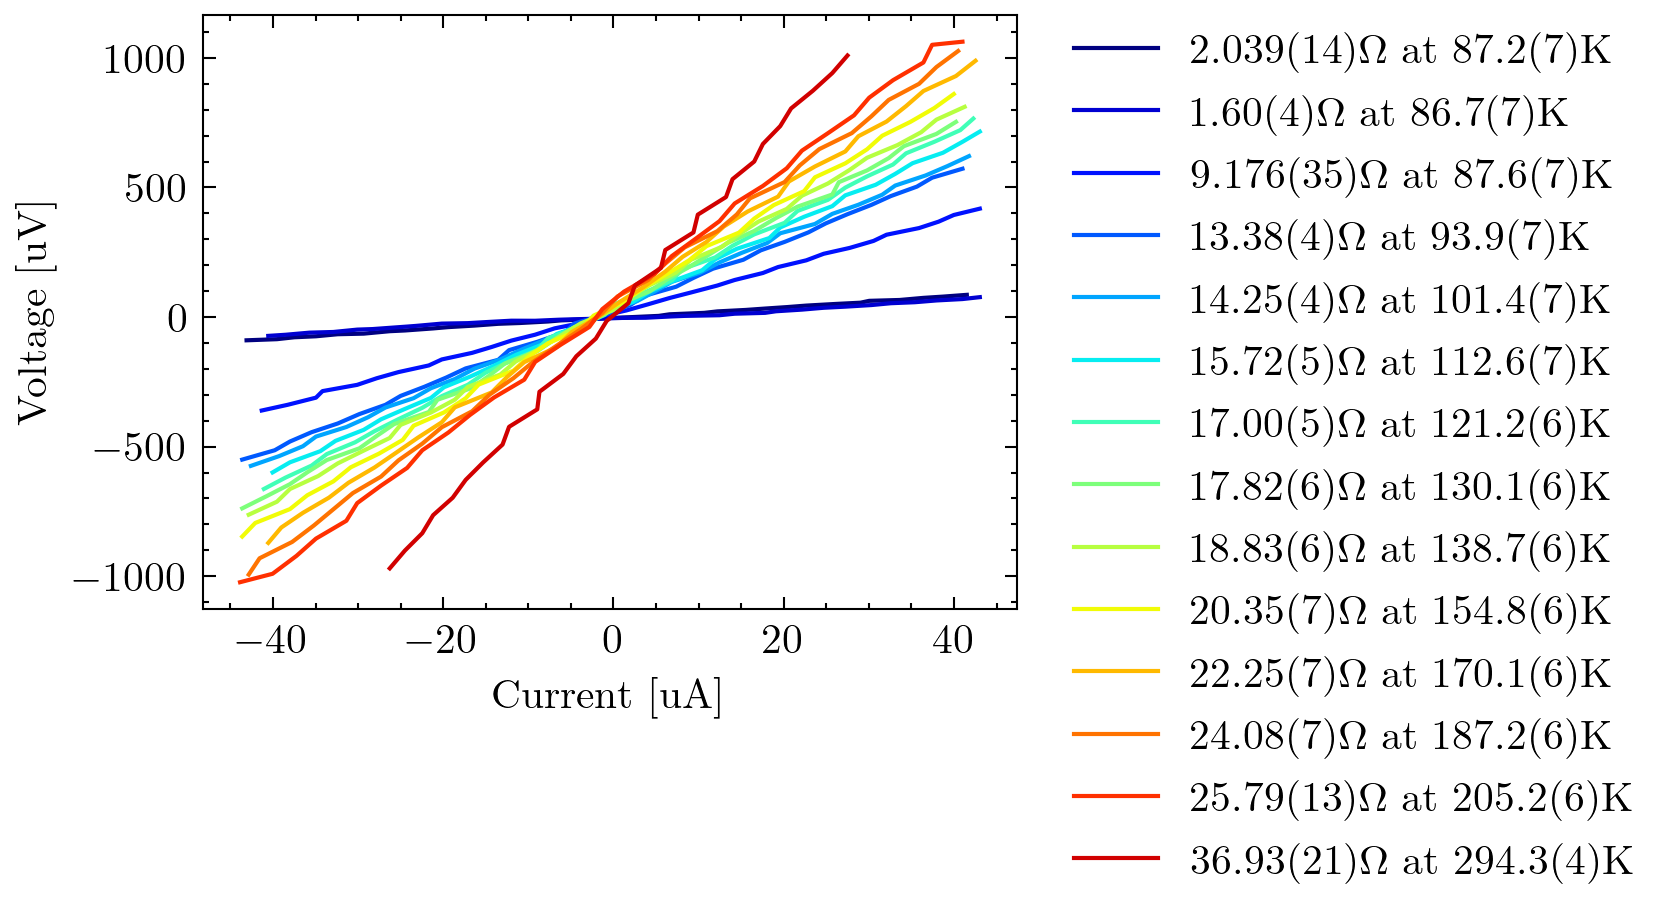 1000
500
0
−500
−1000
Voltage [uV]
−40
−20
0
20
40
Current [uA]
2.039(14)Ω at 87.2(7)K
1.60(4)Ω at 86.7(7)K
9.176(35)Ω at 87.6(7)K
13.38(4)Ω at 93.9(7)K
14.25(4)Ω at 101.4(7)K
15.72(5)Ω at 112.6(7)K
17.00(5)Ω at 121.2(6)K
17.82(6)Ω at 130.1(6)K
18.83(6)Ω at 138.7(6)K
20.35(7)Ω at 154.8(6)K
22.25(7)Ω at 170.1(6)K
24.08(7)Ω at 187.2(6)K
25.79(13)Ω at 205.2(6)K
36.93(21)Ω at 294.3(4)K